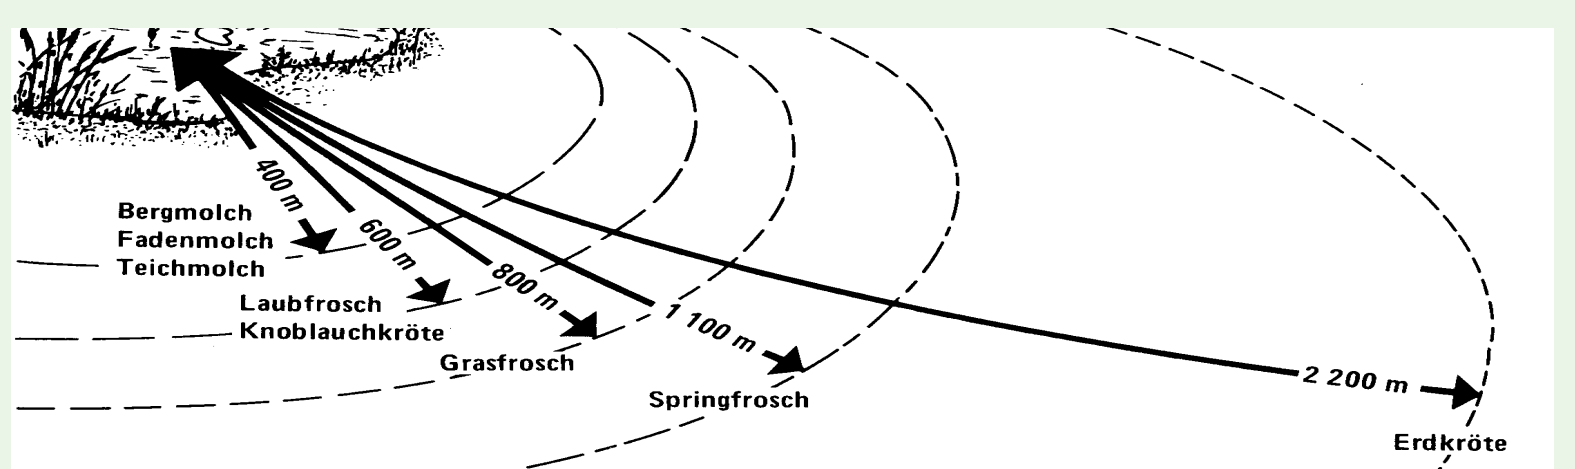 400 m
Bergmolch
Fadenmolch
Teichmolch
600 m
Laubfrosch
Knoblauchkröte
800 m
Grasfrosch
1 100 m
Springfrosch
2 200 m
Erdkröte